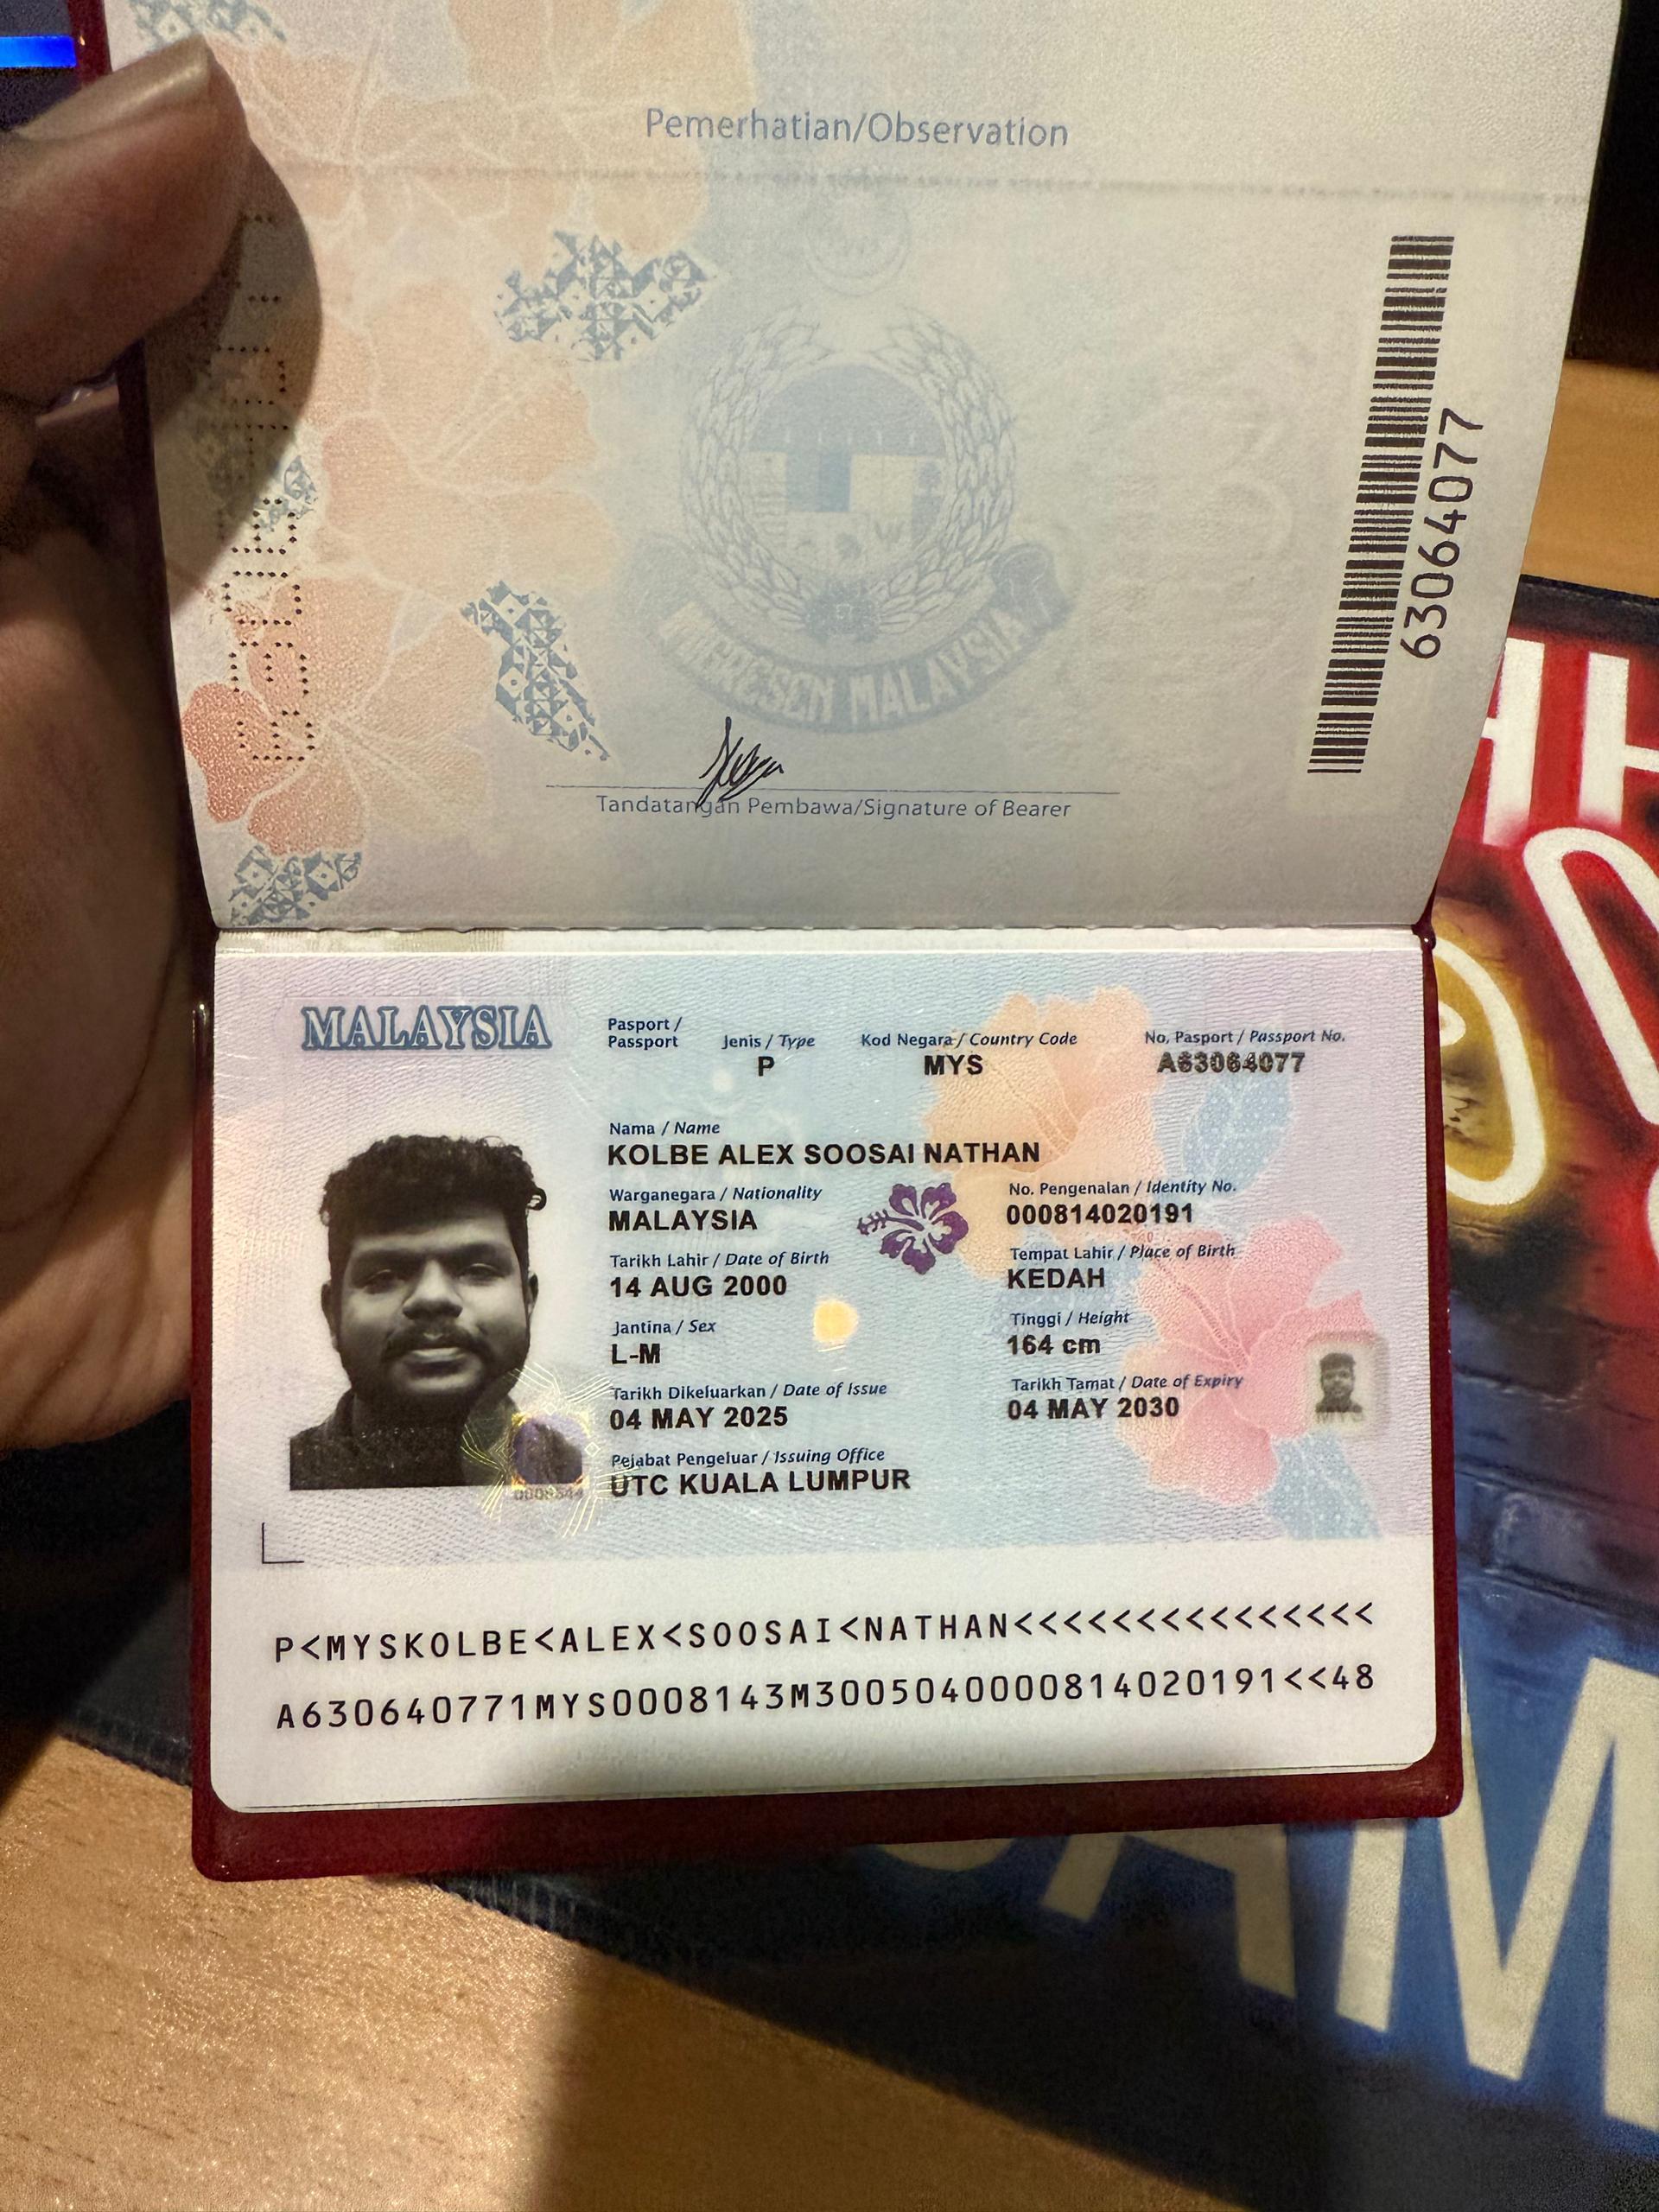 Pemerhatian/Observation
63064077
Tandatangan Pembawa/Signature of Bearer
MALAYSIA
Pasport / Passport
Jenis / Type
P
Kod Negara / Country Code
MYS
No. Pasport / Passport No.
A63064077
Nama / Name
KOLBE ALEX SOOSAI NATHAN
Warganegara / Nationality
MALAYSIA
No. Pengenalan / Identity No.
000814020191
Tarikh Lahir / Date of Birth
14 AUG 2000
Tempat Lahir / Place of Birth
KEDAH
Jantina / Sex
L-M
Tinggi / Height
164 cm
Tarikh Dikeluarkan / Date of Issue
04 MAY 2025
Tarikh Tamat / Date of Expiry
04 MAY 2030
Pejabat Pengeluar / Issuing Office
UTC KUALA LUMPUR
P<MYSKOLBE<ALEX<SOOSAI<NATHAN<<<<<<<<<<<<<<<
A630640771MYS0008143M3005040000814020191<<48